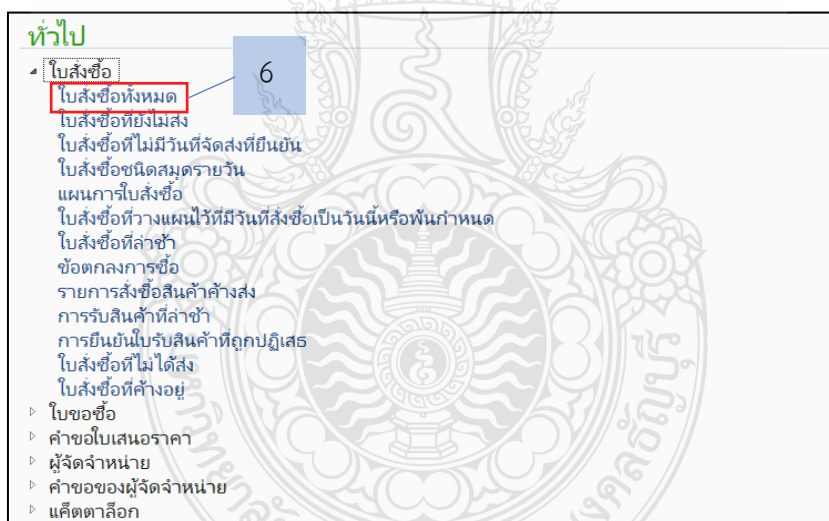 ทั่วไป
ใบสั่งซื้อ
6
ใบสั่งซื้อทั้งหมด
ใบสั่งซื้อที่ยังไม่ส่ง
ใบสั่งซื้อที่ไม่มีวันที่จัดส่งที่ยืนยัน
ใบสั่งซื้อชนิดสมุดรายวัน
แผนการใบสั่งซื้อ
ใบสั่งซื้อที่วางแผนไว้ที่มีวันที่สั่งซื้อเป็นวันนี้หรือพ้นกำหนด
ใบสั่งซื้อที่ล่าช้า
ข้อตกลงการซื้อ
รายการสั่งซื้อสินค้าค้างส่ง
การรับสินค้าที่ล่าช้า
การยืนยันใบรับสินค้าที่ถูกปฏิเสธ
ใบสั่งซื้อที่ไม่ได้ส่ง
ใบสั่งซื้อที่ค้างอยู่
ใบขอซื้อ
คำขอใบเสนอราคา
ผู้จัดจำหน่าย
คำขอของผู้จัดจำหน่าย
แค็ตตาล็อก